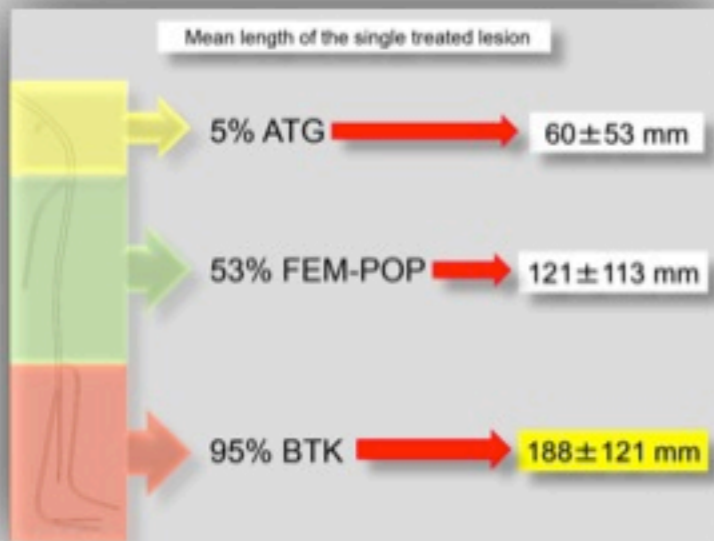 Mean length of the single treated lesion
5% ATG 60±53 mm
53% FEM-POP 121±113 mm
95% BTK 188±121 mm